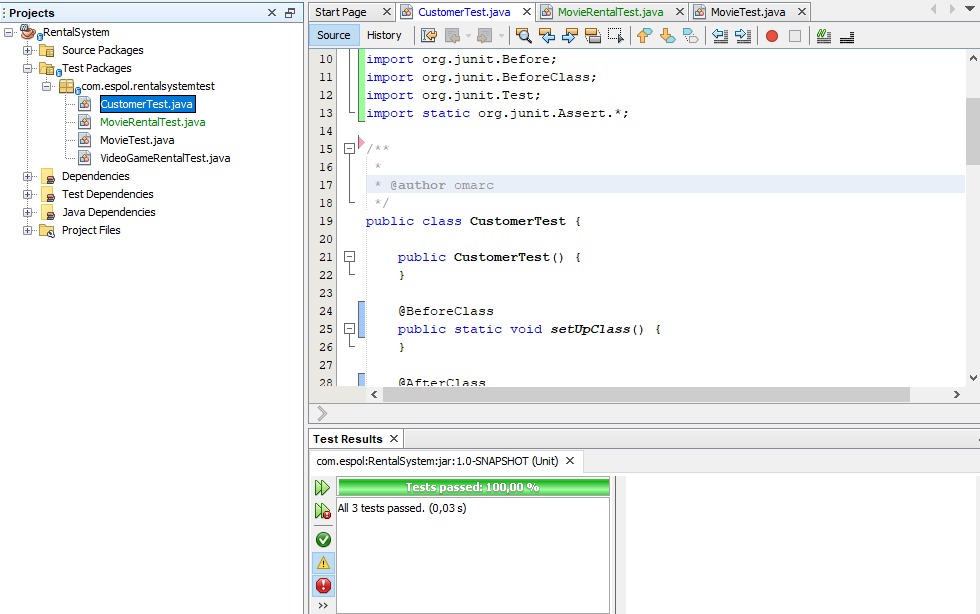 Projects
RentalSystem
Source Packages
Test Packages
com.espol.rentalsystemtest
CustomerTest.java
MovieRentalTest.java
MovieTest.java
VideoGameRentalTest.java
Dependencies
Test Dependencies
Java Dependencies
Project Files
Start Page CustomerTest.java MovieRentalTest.java MovieTest.java
Source History
10 import org.junit.Before;
11 import org.junit.BeforeClass;
12 import org.junit.Test;
13 import static org.junit.Assert.*;
14
15 /**
16 *
17 * @author omarc
18 */
19 public class CustomerTest {
20
21 public CustomerTest() {
22 }
23
24 @BeforeClass
25 public static void setUpClass() {
26 }
27
28 @AfterClass
Test Results
com.espol:RentalSystem:jar:1.0-SNAPSHOT (Unit)
Tests passed: 100,00 %
All 3 tests passed. (0,03 s)